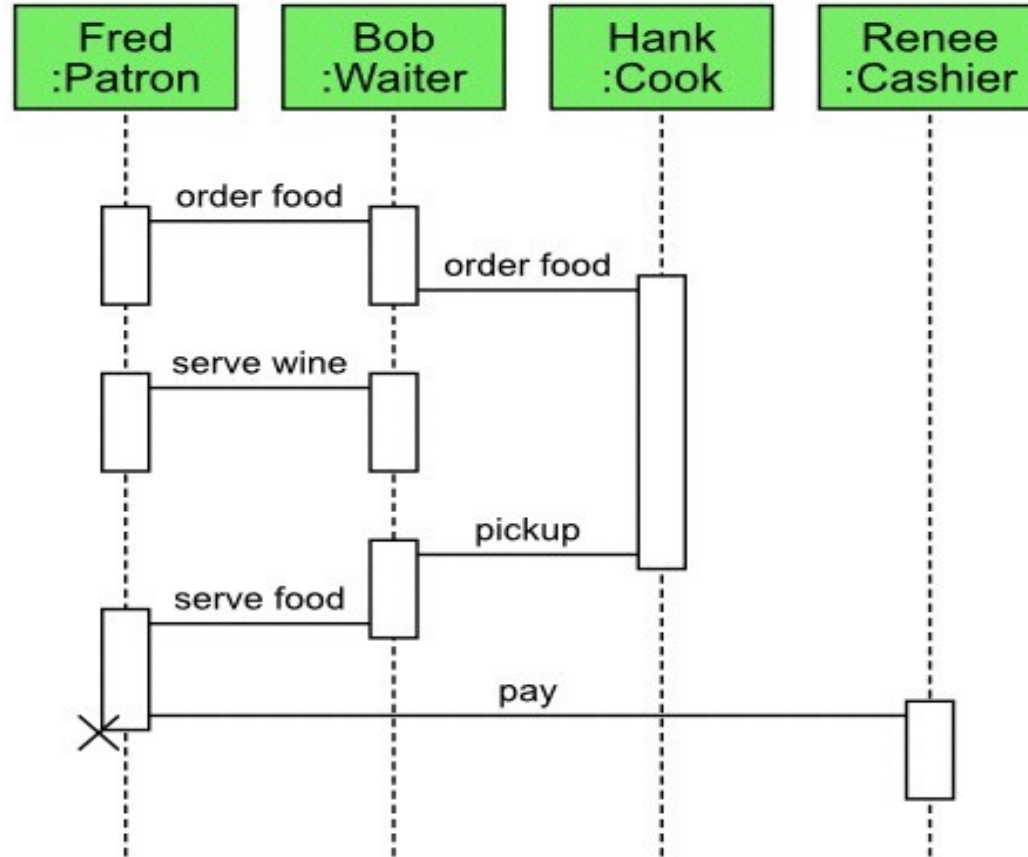 Fred
:Patron
Bob
:Waiter
Hank
:Cook
Renee
:Cashier
order food
order food
serve wine
pickup
serve food
pay